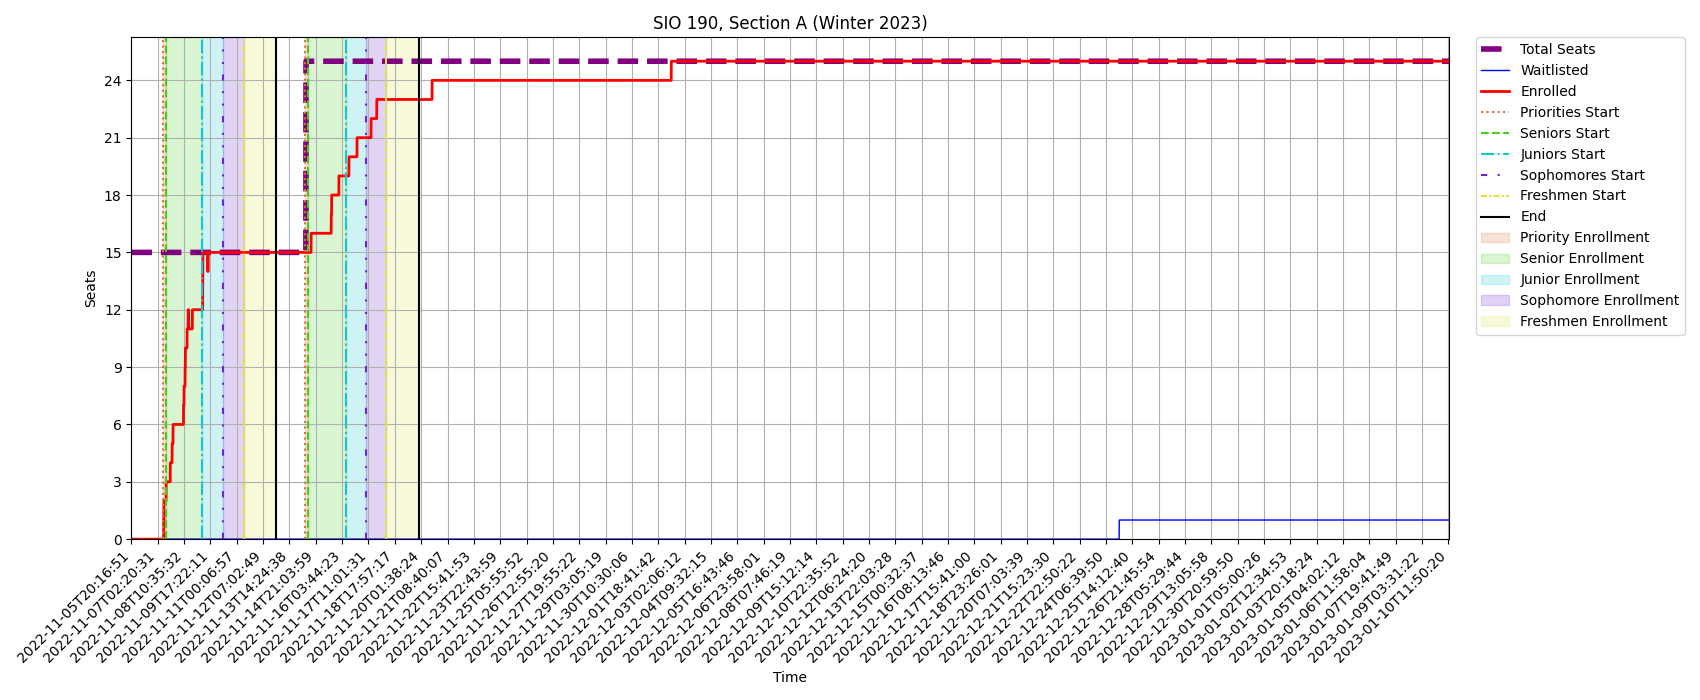 SIO 190, Section A (Winter 2023)
Seats
24
21
18
15
12
9
6
3
0
2022-11-05T20:16:51
2022-11-07T02:20:31
2022-11-08T10:35:32
2022-11-09T17:22:11
2022-11-11T00:06:57
2022-11-12T07:02:49
2022-11-13T14:24:38
2022-11-14T21:03:59
2022-11-16T03:44:23
2022-11-17T11:01:31
2022-11-18T17:57:17
2022-11-20T01:38:24
2022-11-21T08:40:07
2022-11-22T15:41:53
2022-11-23T22:43:59
2022-11-25T05:55:52
2022-11-26T12:55:20
2022-11-27T19:55:22
2022-11-29T03:05:19
2022-11-30T10:30:06
2022-12-01T18:41:42
2022-12-03T02:06:12
2022-12-04T09:32:15
2022-12-05T16:43:46
2022-12-06T23:58:01
2022-12-08T07:46:19
2022-12-09T15:12:14
2022-12-10T22:35:52
2022-12-12T06:24:20
2022-12-13T22:03:28
2022-12-15T00:32:37
2022-12-16T08:13:46
2022-12-17T15:41:00
2022-12-18T23:26:01
2022-12-20T07:03:39
2022-12-21T15:23:30
2022-12-22T22:50:22
2022-12-24T06:39:50
2022-12-25T14:12:40
2022-12-26T21:45:54
2022-12-28T05:29:44
2022-12-29T13:05:58
2022-12-30T20:59:50
2023-01-01T05:00:26
2023-01-02T12:34:53
2023-01-03T20:18:24
2023-01-05T04:02:12
2023-01-06T11:58:04
2023-01-07T19:41:49
2023-01-09T03:31:22
2023-01-10T11:50:20
Time
Total Seats
Waitlisted
Enrolled
Priorities Start
Seniors Start
Juniors Start
Sophomores Start
Freshmen Start
End
Priority Enrollment
Senior Enrollment
Junior Enrollment
Sophomore Enrollment
Freshmen Enrollment